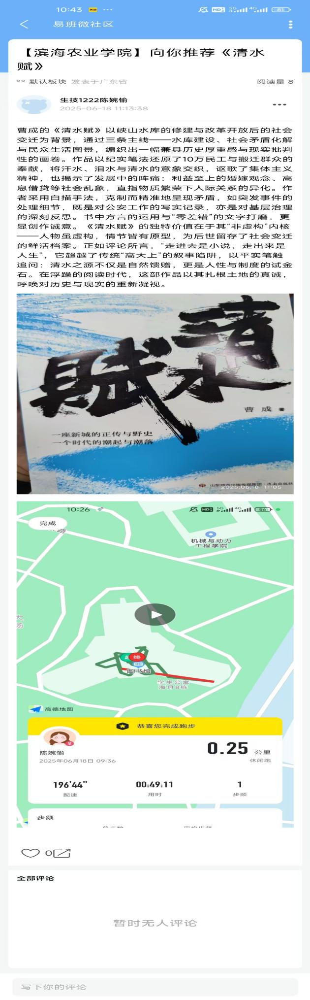 10:43
HD 5G 4G 81
易班微社区
【滨海农业学院】向你推荐《清水
赋》
默认板块 发表于广东省 阅读量 8
生技1222陈婉愉
2025-06-18 11:13:38
曹成的《清水赋》以峡山水库的修建与改革开放后的社会
变迁为背景，通过三条主线——水库建设、社会矛盾化解
与民众生活图景，编织出一幅兼具历史厚重感与现实批判
性的画卷。作品以纪实笔法还原了10万民工与搬迁群众的
奉献，将汗水、泪水与清水的意象交织，讴歌了集体主义
精神，也揭示了发展中的阵痛：利益至上的婚嫁观念、高
息借贷等社会乱象，直指物质繁荣下人际关系的异化。作
者采用白描手法，克制而精准地呈现矛盾，如突发事件的
处理细节，既是对公安工作的写实记录，亦是对基层治理
的深刻反思。书中方言的运用与“零差错”的文字打磨，更
显创作诚意。《清水赋》的独特价值在于其“非虚构”内核
——人物虽虚构，情节皆有原型，为后世留存了社会变迁
的鲜活档案。正如评论所言，“走进去是小说，走出来是
人生”，它超越了传统“高大上”的叙事陷阱，以平实笔触
追问：清水之源不仅是自然馈赠，更是人性与制度的试金
石。在浮躁的阅读时代，这部作品以其扎根土地的真诚，
呼唤对历史与现实的重新凝视。
清水
赋
曹成 著
一座新城的正传与野史
一个时代的潮起与潮落
2025.06.18 11:05
10:26
HD 5G 4G 56
完成
路
机械与动力
工程学院
终
图书馆
学生公寓
海月B栋
高德地图
恭喜您完成跑步
陈婉愉
2025年06月18日 09:36
0.25 公里
休闲跑
196'44" 00:49:11 1
配速 用时 步频
步频
0
全部评论
暂时无人评论
写下你的评论